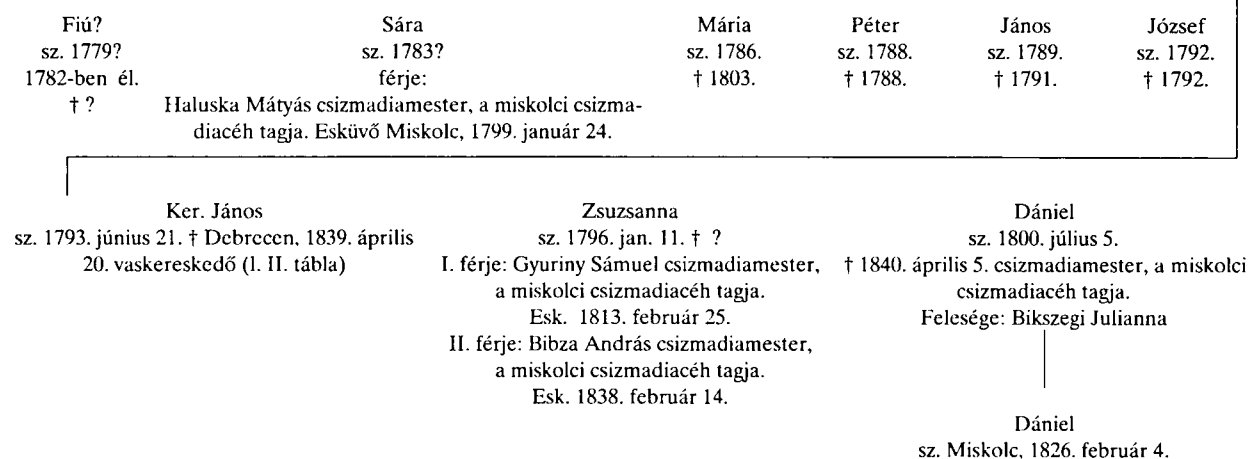 Fiú? Sára Mária Péter János József
sz. 1779? sz. 1783? sz. 1786. sz. 1788. sz. 1789. sz. 1792.
1782-ben él. férje: † 1803. † 1788. † 1791. † 1792.
† ? Haluska Mátyás csizmadiamester, a miskolci csizma-
diacéh tagja. Esküvő Miskolc, 1799. január 24.
Ker. János Zsuzsanna Dániel
sz. 1793. június 21. † Debrecen, 1839. április sz. 1796. jan. 11. † ? sz. 1800. július 5.
20. vaskereskedő (l. II. tábla) I. férje: Gyuriny Sámuel csizmadiamester, † 1840. április 5. csizmadiamester, a miskolci
a miskolci csizmadiacéh tagja. csizmadiacéh tagja.
Esk. 1813. február 25. Felesége: Bikszegi Julianna
II. férje: Bibza András csizmadiamester,
a miskolci csizmadiacéh tagja.
Esk. 1838. február 14.
Dániel
sz. Miskolc, 1826. február 4.